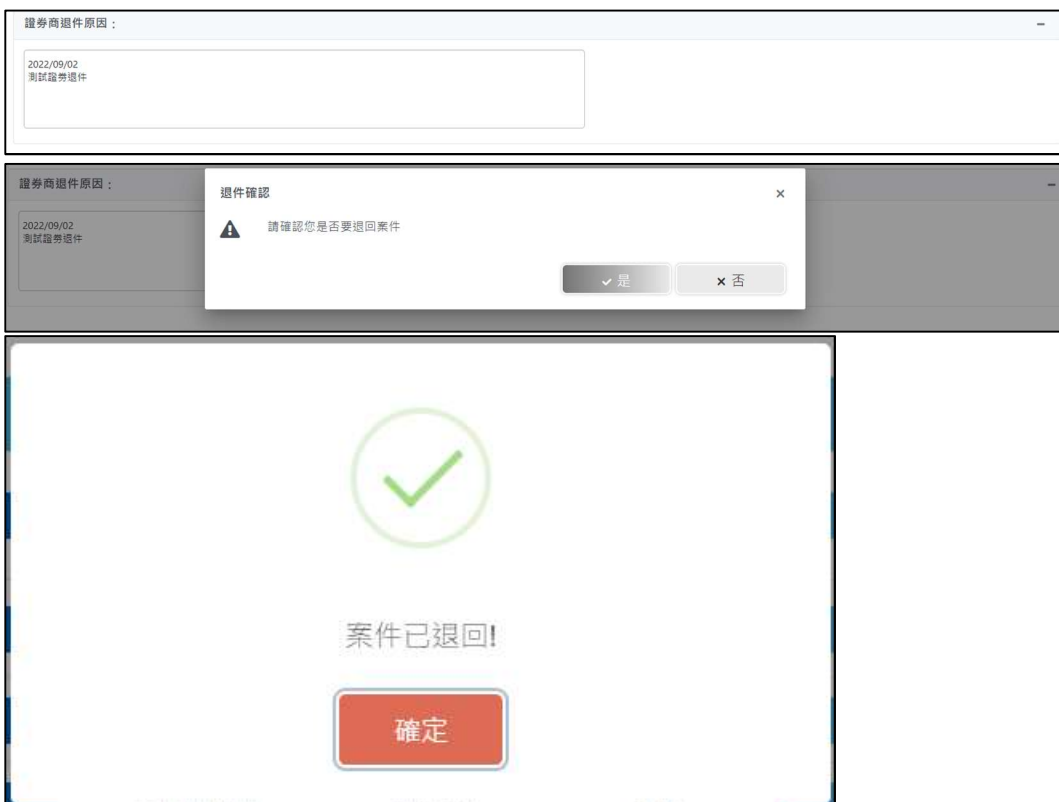 證券商退件原因：
2022/09/02
測試證券退件
證券商退件原因：
2022/09/02
測試證券退件
退件確認
請確認您是否要退回案件
是
否
案件已退回!
確定